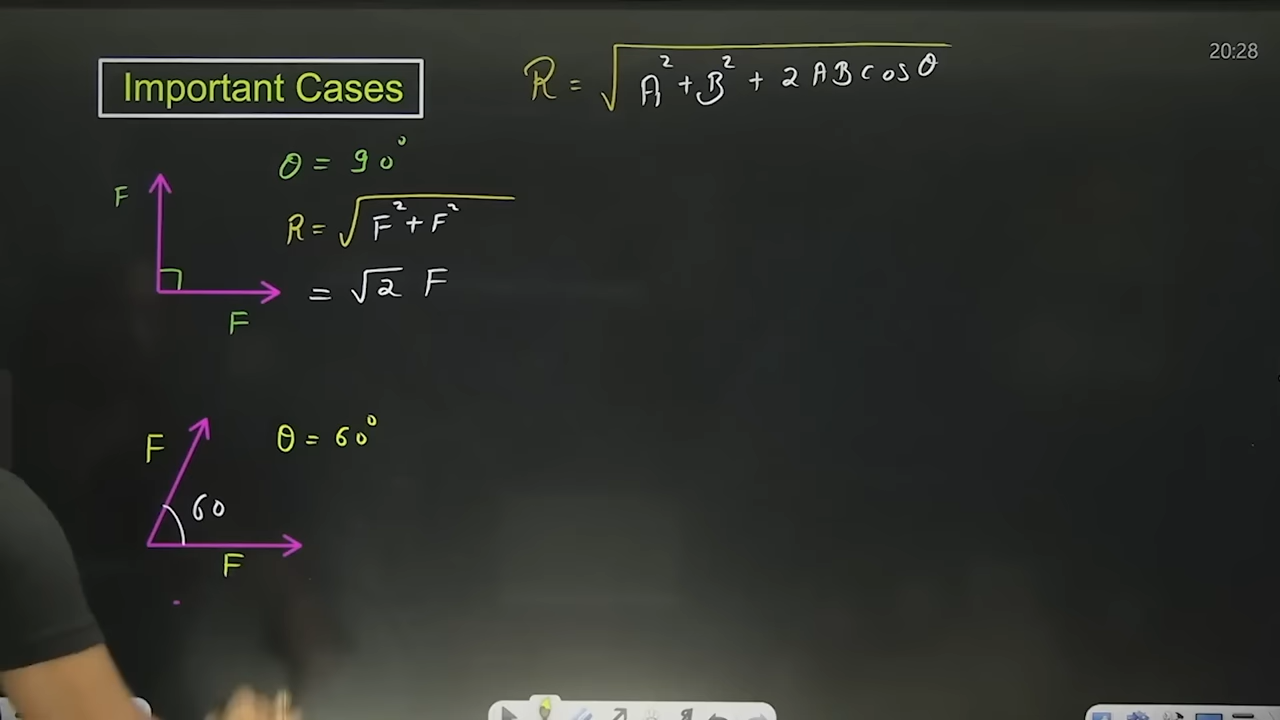 20:28
Important Cases
R = √(A² + B² + 2ABcosθ)
θ = 90°
F
R = √(F² + F²)
= √2 F
F
F
θ = 60°
60
F